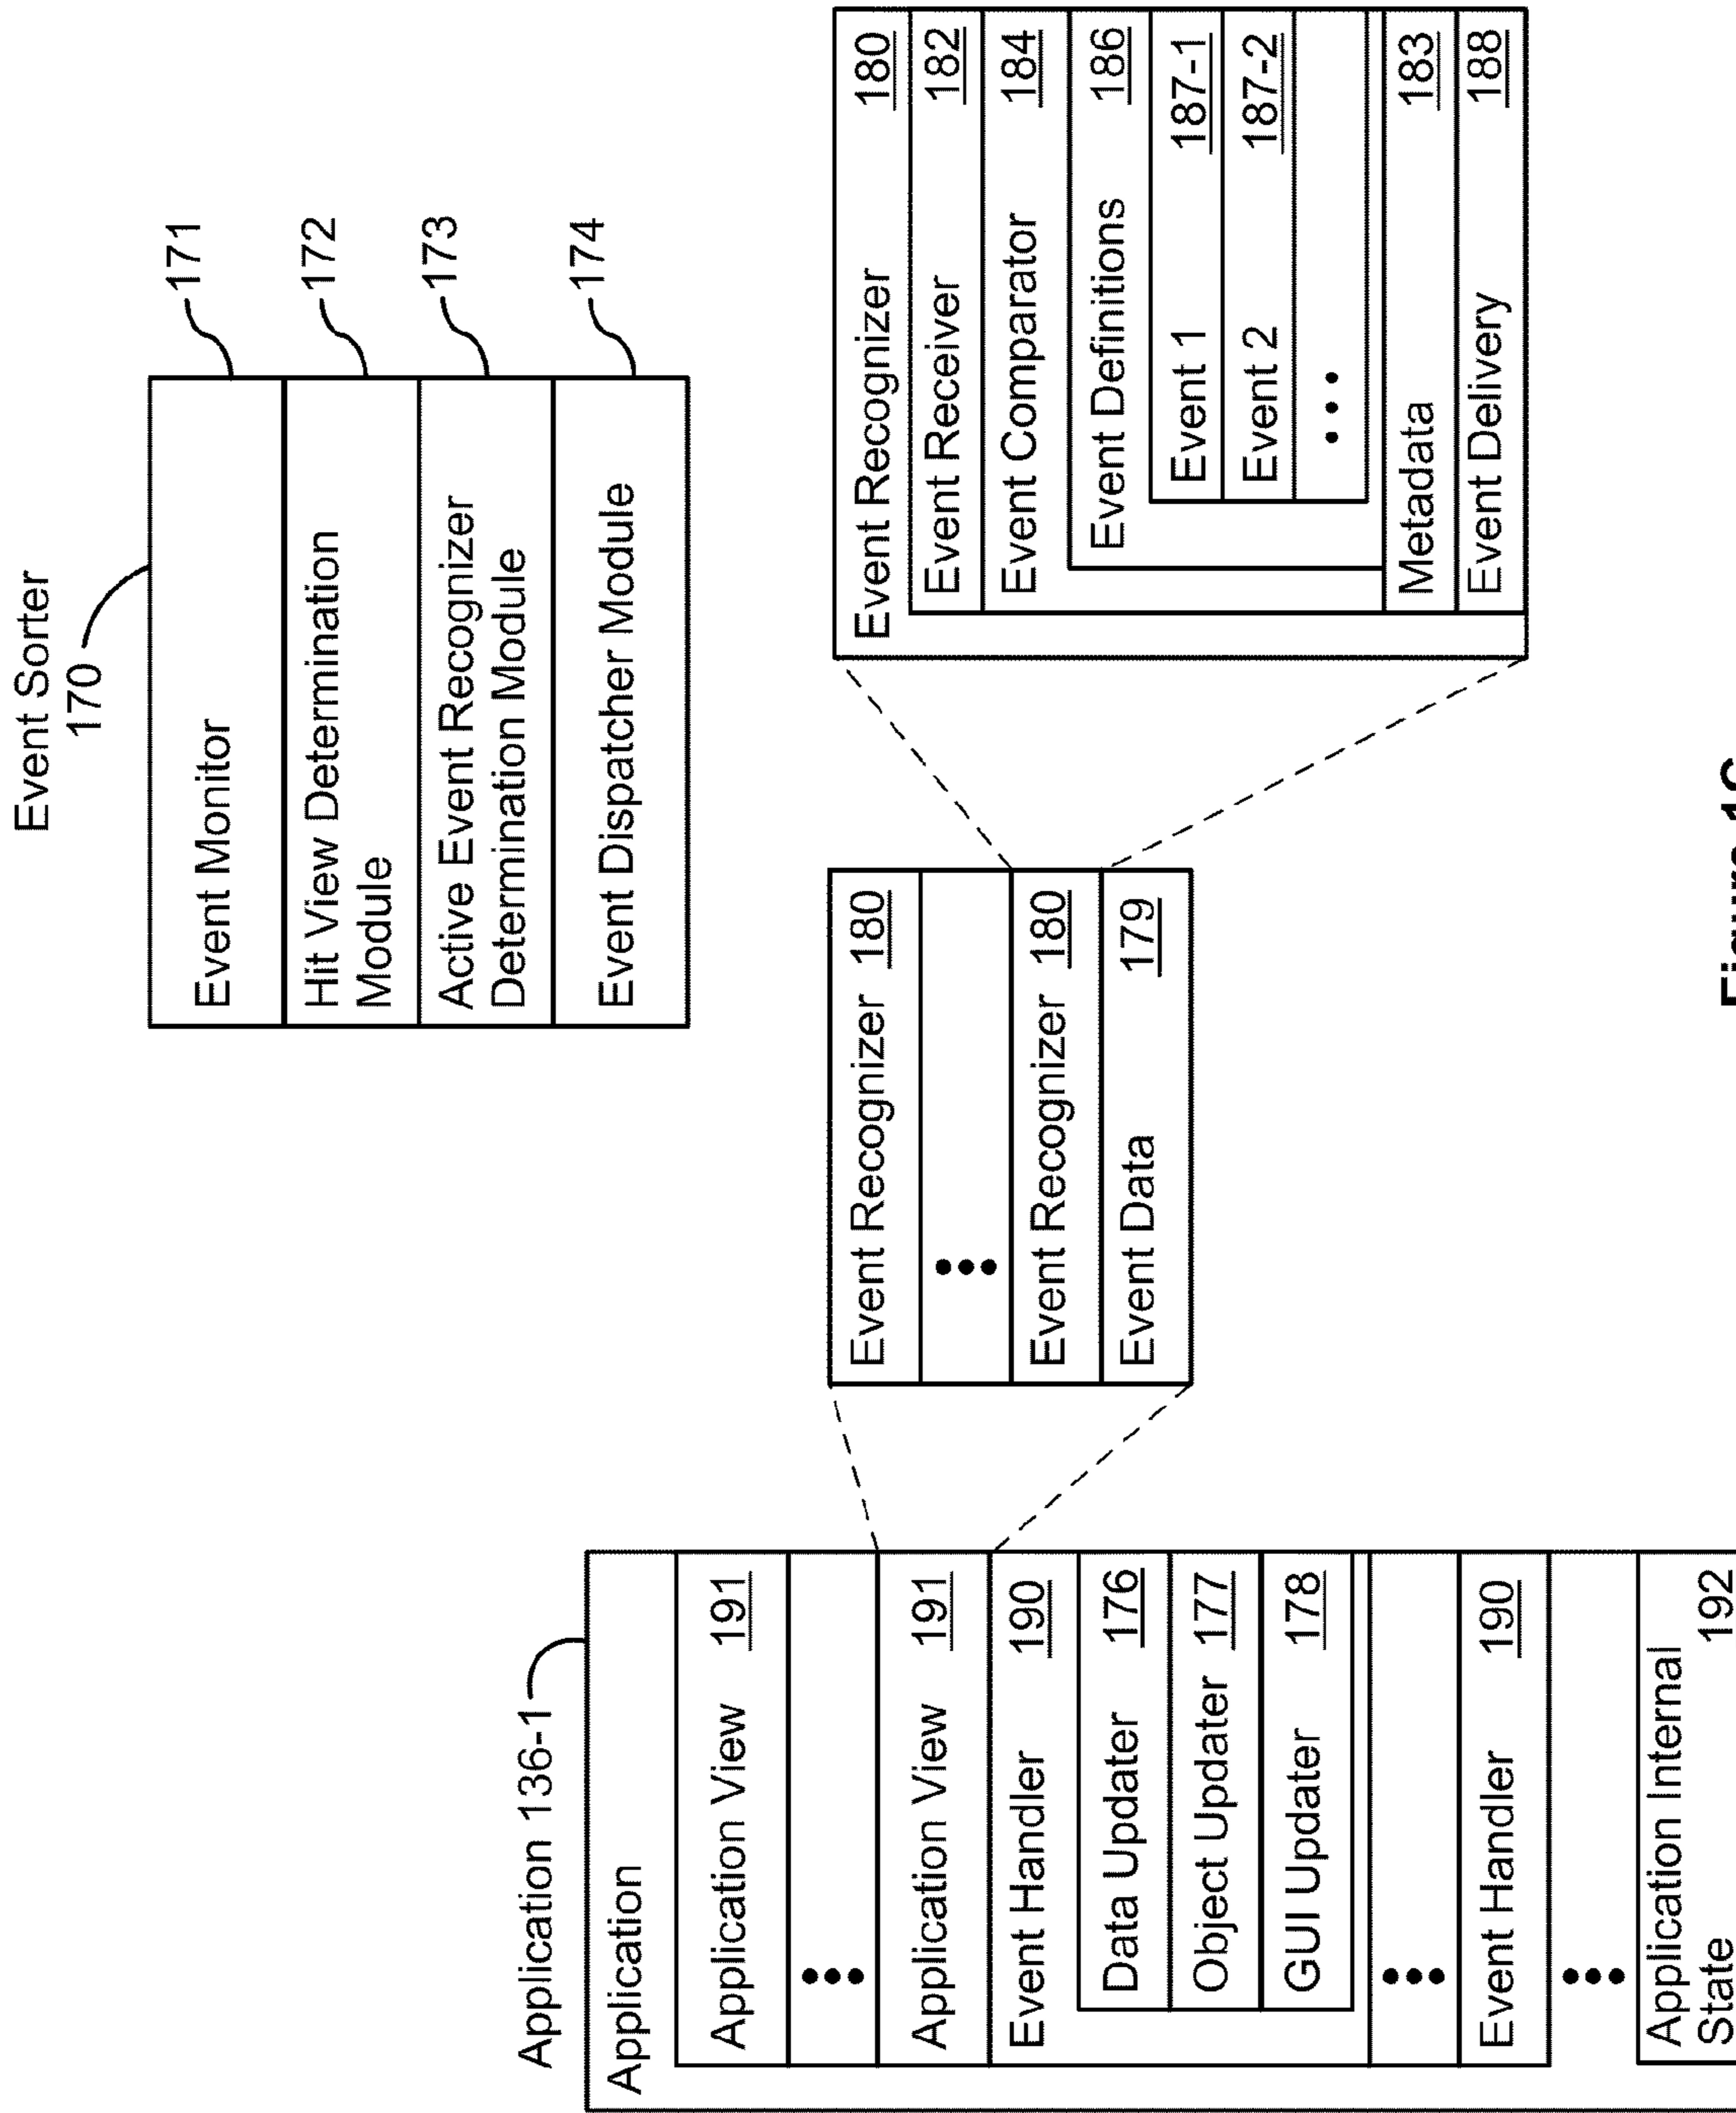 Event Sorter
170
Event Monitor 171
Hit View Determination
Module 172
Active Event Recognizer
Determination Module 173
Event Dispatcher Module 174
Application 136-1
Application
Application View 191
Application View 191
Event Handler 190
Data Updater 176
Object Updater 177
GUI Updater 178
Event Handler 190
Application Internal
State 192
Event Recognizer 180
Event Recognizer 180
Event Data 179
Event Recognizer 180
Event Receiver 182
Event Comparator 184
Event Definitions 186
Event 1 187-1
Event 2 187-2
Metadata 183
Event Delivery 188
Figure